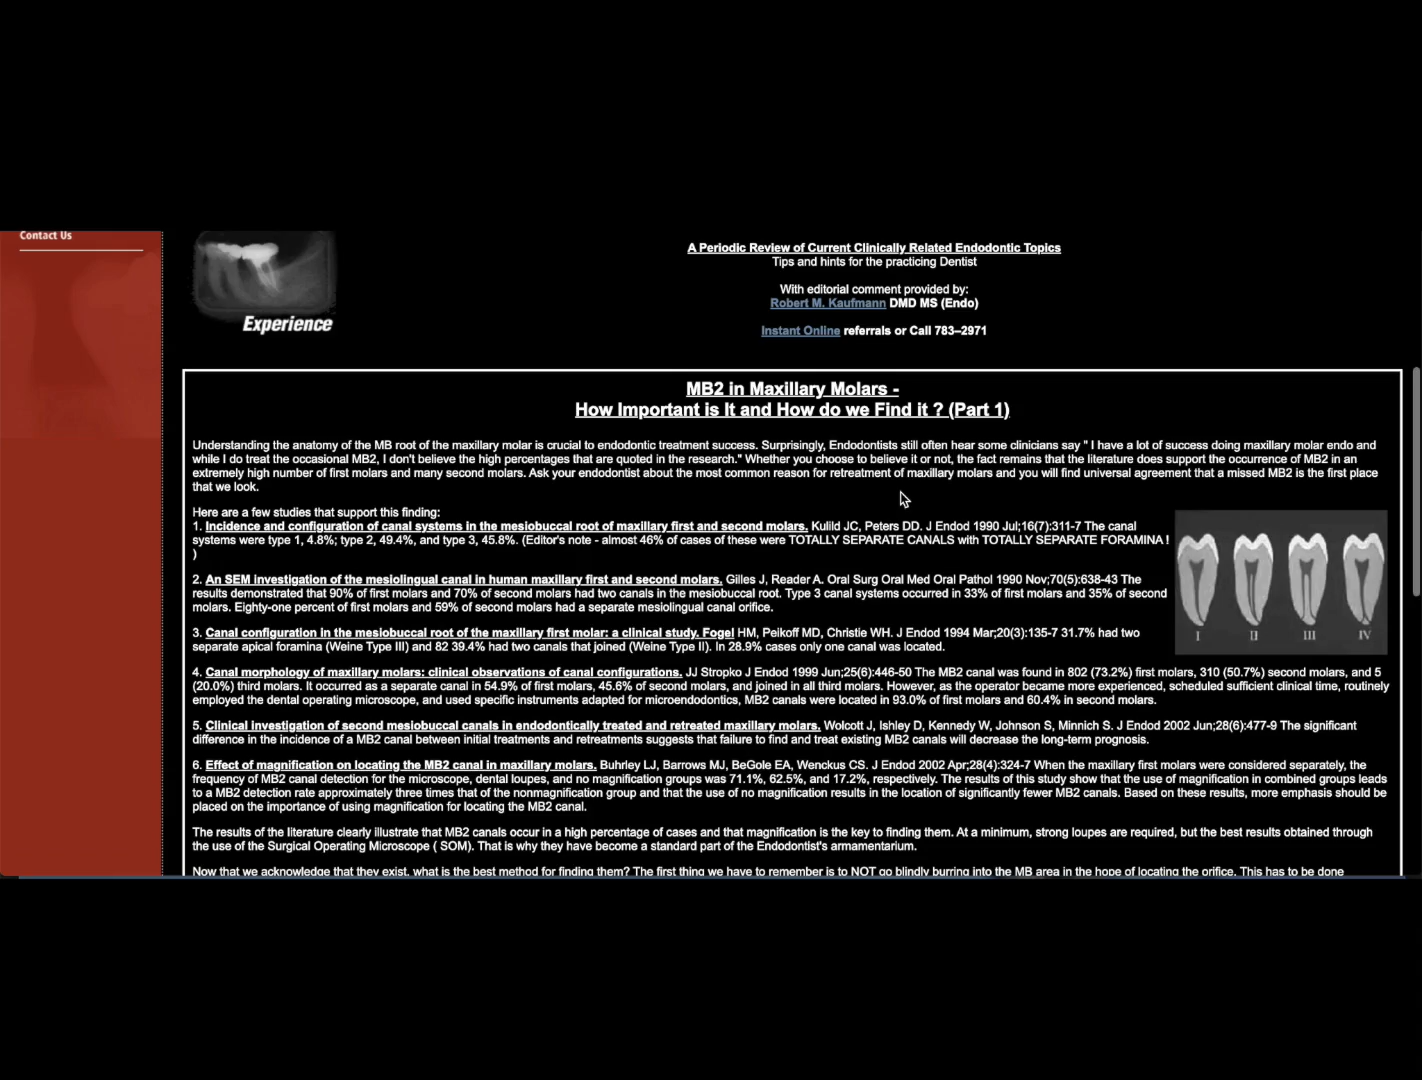 Contact Us
Experience
A Periodic Review of Current Clinically Related Endodontic Topics
Tips and hints for the practicing Dentist
With editorial comment provided by:
Robert M. Kaufmann DMD MS (Endo)
Instant Online referrals or Call 783–2971
MB2 in Maxillary Molars -
How Important is It and How do we Find it ? (Part 1)
Understanding the anatomy of the MB root of the maxillary molar is crucial to endodontic treatment success. Surprisingly, Endodontists still often hear some clinicians say " I have a lot of success doing maxillary molar endo and
while I do treat the occasional MB2, I don't believe the high percentages that are quoted in the research." Whether you choose to believe it or not, the fact remains that the literature does support the occurrence of MB2 in an
extremely high number of first molars and many second molars. Ask your endodontist about the most common reason for retreatment of maxillary molars and you will find universal agreement that a missed MB2 is the first place
that we look.
Here are a few studies that support this finding:
1. Incidence and configuration of canal systems in the mesiobuccal root of maxillary first and second molars. Kulild JC, Peters DD. J Endod 1990 Jul;16(7):311-7 The canal
systems were type 1, 4.8%; type 2, 49.4%, and type 3, 45.8%. (Editor's note - almost 46% of cases of these were TOTALLY SEPARATE CANALS with TOTALLY SEPARATE FORAMINA !
)
2. An SEM investigation of the mesiolingual canal in human maxillary first and second molars. Gilles J, Reader A. Oral Surg Oral Med Oral Pathol 1990 Nov;70(5):638-43 The
results demonstrated that 90% of first molars and 70% of second molars had two canals in the mesiobuccal root. Type 3 canal systems occurred in 33% of first molars and 35% of second
molars. Eighty-one percent of first molars and 59% of second molars had a separate mesiolingual canal orifice.
3. Canal configuration in the mesiobuccal root of the maxillary first molar: a clinical study. Fogel HM, Peikoff MD, Christie WH. J Endod 1994 Mar;20(3):135-7 31.7% had two
separate apical foramina (Weine Type III) and 82 39.4% had two canals that joined (Weine Type II). In 28.9% cases only one canal was located.
I II III IV
4. Canal morphology of maxillary molars: clinical observations of canal configurations. JJ Stropko J Endod 1999 Jun;25(6):446-50 The MB2 canal was found in 802 (73.2%) first molars, 310 (50.7%) second molars, and 5
(20.0%) third molars. It occurred as a separate canal in 54.9% of first molars, 45.6% of second molars, and joined in all third molars. However, as the operator became more experienced, scheduled sufficient clinical time, routinely
employed the dental operating microscope, and used specific instruments adapted for microendodontics, MB2 canals were located in 93.0% of first molars and 60.4% in second molars.
5. Clinical investigation of second mesiobuccal canals in endodontically treated and retreated maxillary molars. Wolcott J, Ishley D, Kennedy W, Johnson S, Minnich S. J Endod 2002 Jun;28(6):477-9 The significant
difference in the incidence of a MB2 canal between initial treatments and retreatments suggests that failure to find and treat existing MB2 canals will decrease the long-term prognosis.
6. Effect of magnification on locating the MB2 canal in maxillary molars. Buhrley LJ, Barrows MJ, BeGole EA, Wenckus CS. J Endod 2002 Apr;28(4):324-7 When the maxillary first molars were considered separately, the
frequency of MB2 canal detection for the microscope, dental loupes, and no magnification groups was 71.1%, 62.5%, and 17.2%, respectively. The results of this study show that the use of magnification in combined groups leads
to a MB2 detection rate approximately three times that of the nonmagnification group and that the use of no magnification results in the location of significantly fewer MB2 canals. Based on these results, more emphasis should be
placed on the importance of using magnification for locating the MB2 canal.
The results of the literature clearly illustrate that MB2 canals occur in a high percentage of cases and that magnification is the key to finding them. At a minimum, strong loupes are required, but the best results obtained through
the use of the Surgical Operating Microscope ( SOM). That is why they have become a standard part of the Endodontist's armamentarium.
Now that we acknowledge that they exist, what is the best method for finding them? The first thing we have to remember is to NOT go blindly burring into the MB area in the hope of locating the orifice. This has to be done